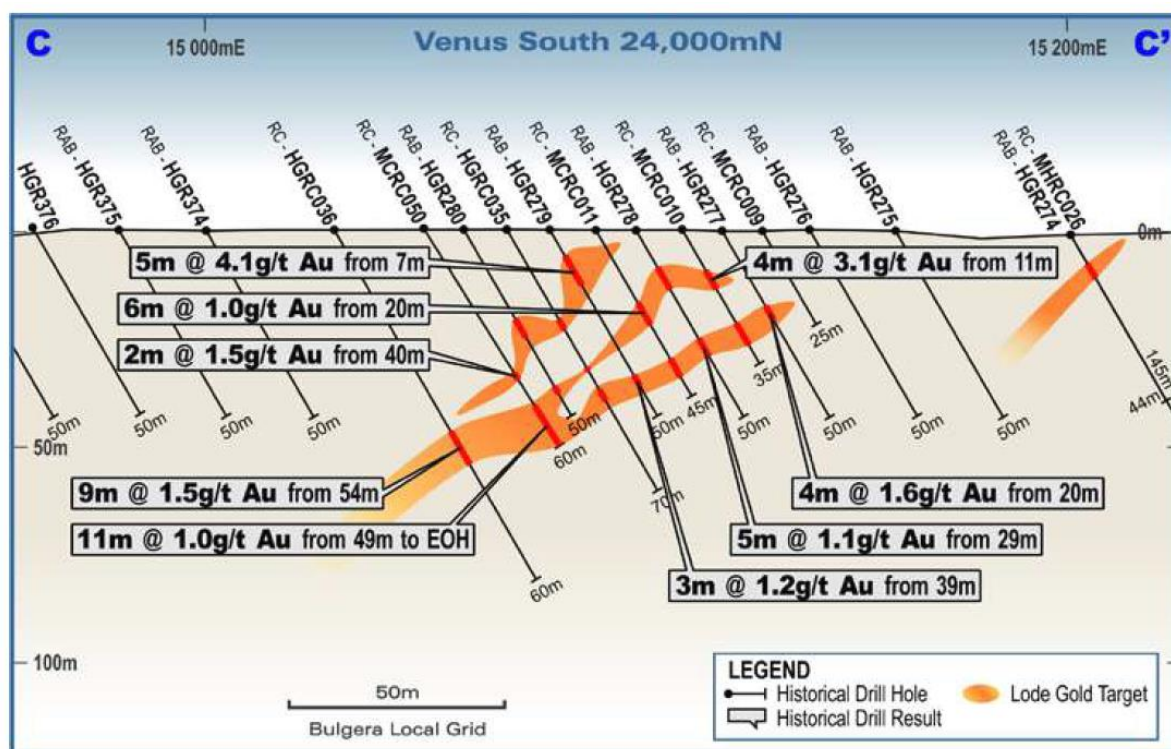 C
15 000mE
Venus South 24,000mN
15 200mE
C'
HGR376
RAB - HGR375
RAB - HGR374
RC - HGRC036
RC - MCRC050
RAB - HGR280
RC - HGRC035
RAB - HGR279
RC - MCRC011
RAB - HGR278
RC - MCRC010
RAB - HGR277
RC - MCRC009
RAB - HGR276
RAB - HGR275
RC - MHRC026
RAB - HGR274
0m
5m @ 4.1g/t Au from 7m
4m @ 3.1g/t Au from 11m
6m @ 1.0g/t Au from 20m
2m @ 1.5g/t Au from 40m
25m
35m
45m
145m
44m
50m
50m
50m
50m
50m
50m
50m
50m
50m
60m
70m
50m
9m @ 1.5g/t Au from 54m
4m @ 1.6g/t Au from 20m
11m @ 1.0g/t Au from 49m to EOH
5m @ 1.1g/t Au from 29m
3m @ 1.2g/t Au from 39m
60m
100m
50m
Bulgera Local Grid
LEGEND
Historical Drill Hole
Lode Gold Target
Historical Drill Result